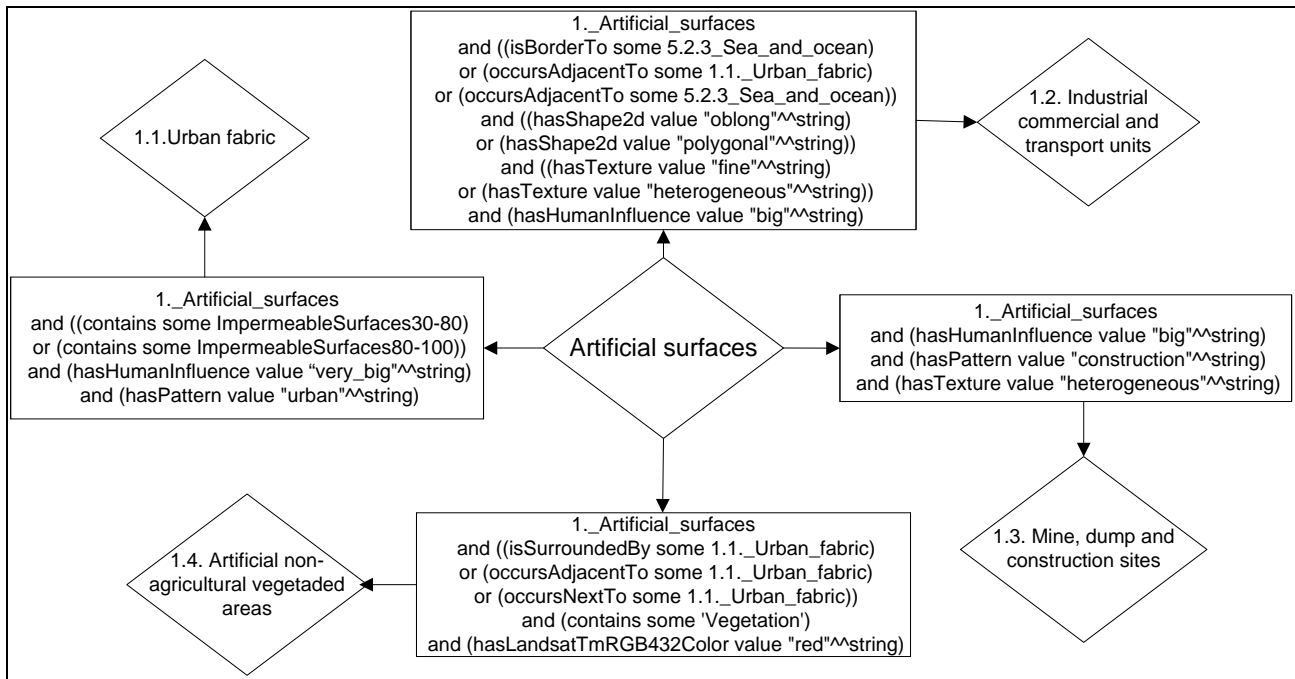 1._Artificial_surfaces
and ((isBorderTo some 5.2.3_Sea_and_ocean)
or (occursAdjacentTo some 1.1._Urban_fabric)
or (occursAdjacentTo some 5.2.3_Sea_and_ocean))
and ((hasShape2d value "oblong"^^string)
or (hasShape2d value "polygonal"^^string))
and ((hasTexture value "fine"^^string)
or (hasTexture value "heterogeneous"^^string))
and (hasHumanInfluence value "big"^^string)
1.1.Urban fabric
1.2. Industrial
commercial and
transport units
1._Artificial_surfaces
and ((contains some ImpermeableSurfaces30-80)
or (contains some ImpermeableSurfaces80-100))
and (hasHumanInfluence value “very_big"^^string)
and (hasPattern value "urban"^^string)
Artificial surfaces
1._Artificial_surfaces
and (hasHumanInfluence value "big"^^string)
and (hasPattern value "construction"^^string)
and (hasTexture value "heterogeneous"^^string)
1.4. Artificial non-
agricultural vegetaded
areas
1._Artificial_surfaces
and ((isSurroundedBy some 1.1._Urban_fabric)
or (occursAdjacentTo some 1.1._Urban_fabric)
or (occursNextTo some 1.1._Urban_fabric))
and (contains some 'Vegetation')
and (hasLandsatTmRGB432Color value "red"^^string)
1.3. Mine, dump and
construction sites